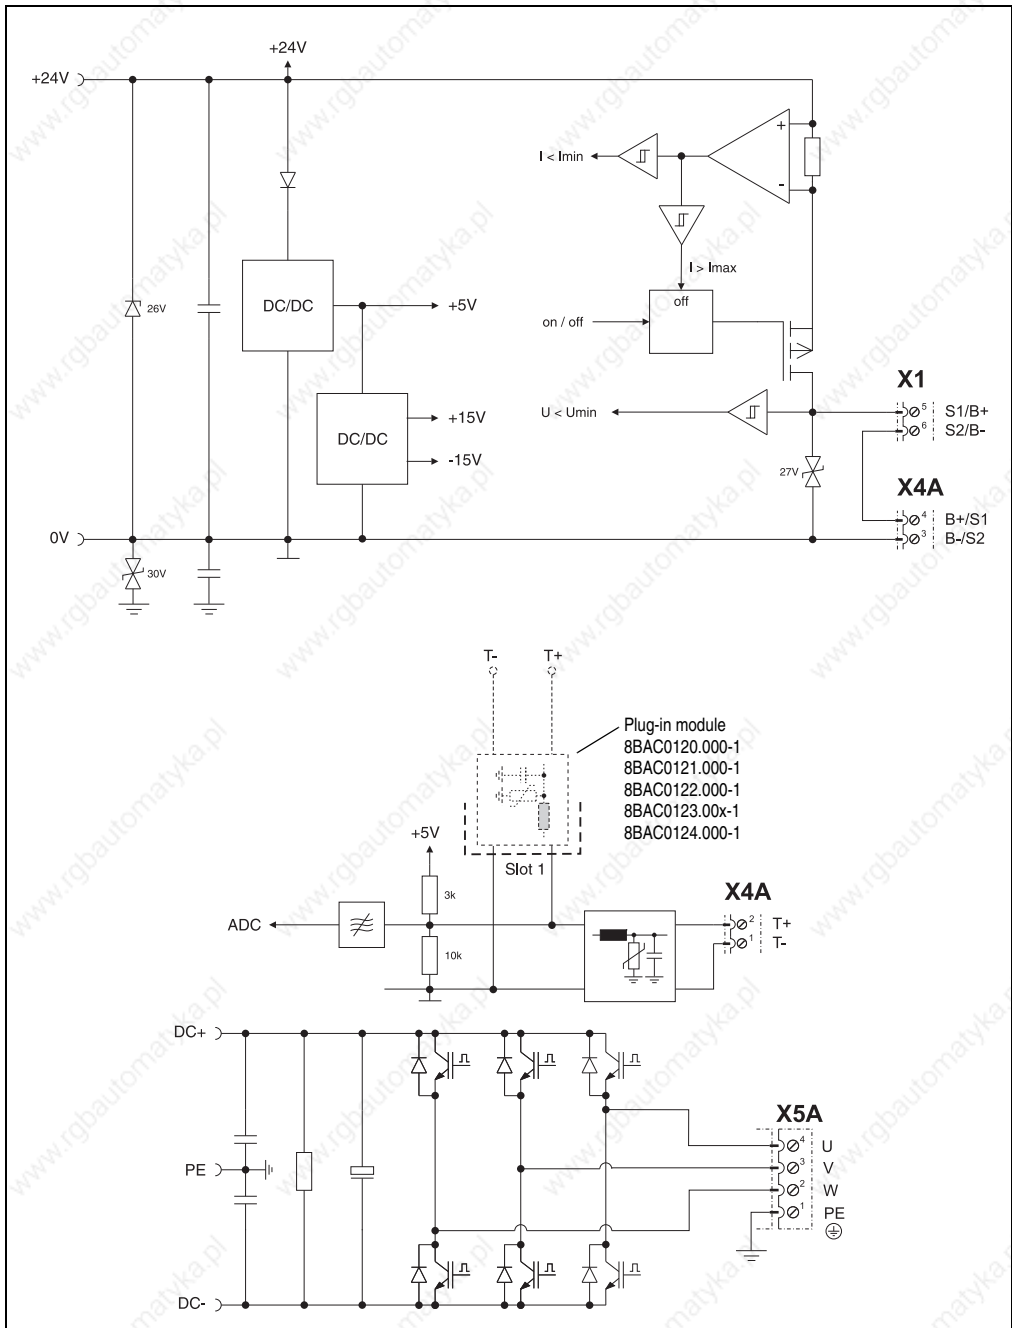 +24V
+24V
+
-
I < Imin
I > Imax
26V
DC/DC
+5V
on / off
off
X1
U < Umin
5 S1/B+
6 S2/B-
DC/DC
+15V
-15V
27V
X4A
4 B+/S1
3 B-/S2
0V
30V
T-
T+
Plug-in module
8BAC0120.000-1
8BAC0121.000-1
8BAC0122.000-1
8BAC0123.00x-1
8BAC0124.000-1
+5V
Slot 1
3k
X4A
ADC
2 T+
1 T-
10k
DC+
X5A
4 U
3 V
2 W
1 PE
PE
DC-
www.rgbautomatyka.pl